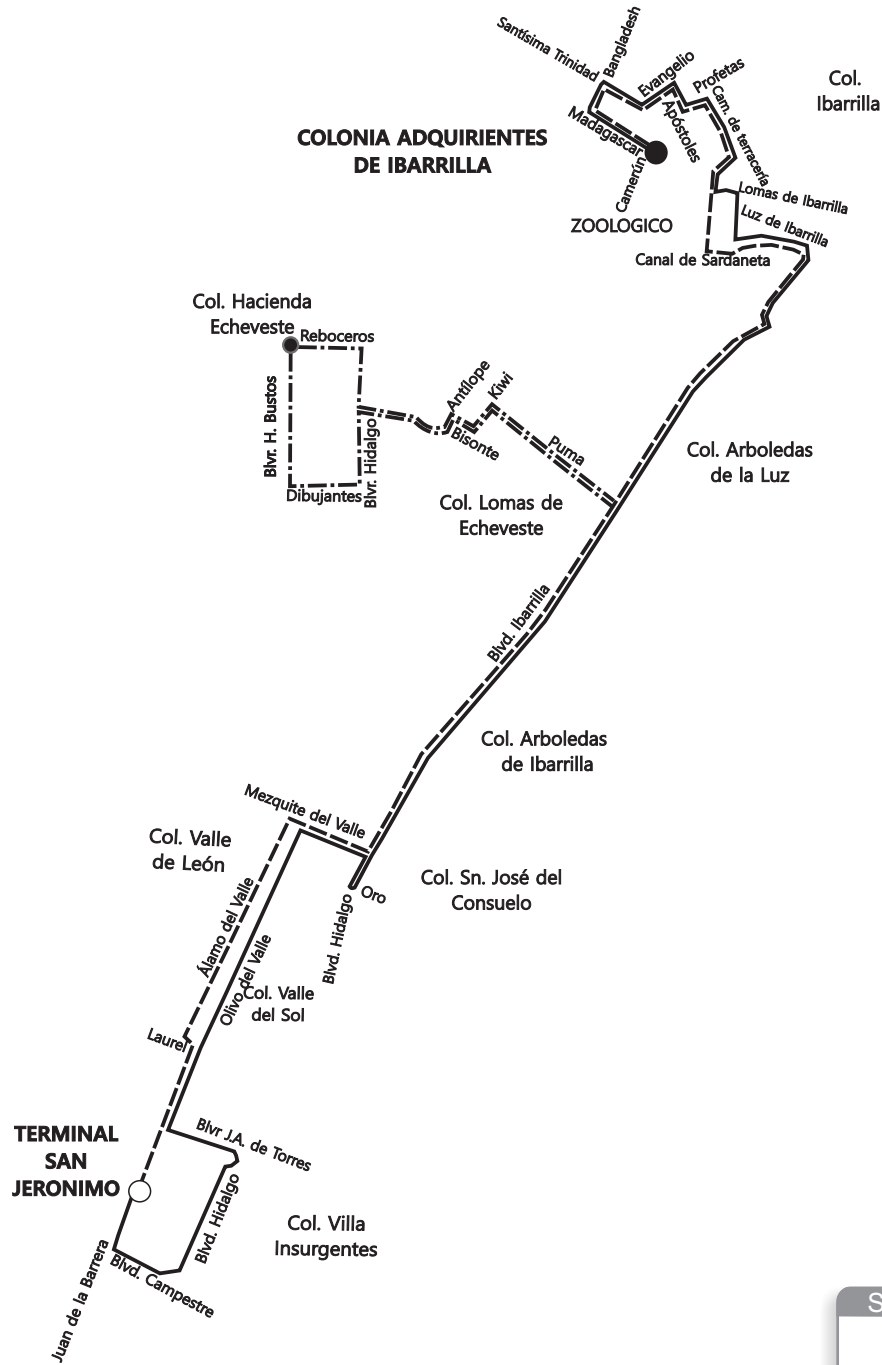 Santísima Trinidad
Bangladesh
Evangelio
Profetas
Col.
Ibarrilla
Cam. de terracería
Apóstoles
Madagascar
Camerún
COLONIA ADQUIRIENTES
DE IBARRILLA
ZOOLOGICO
Lomas de Ibarrilla
Luz de Ibarrilla
Canal de Sardaneta
Col. Hacienda
Echeveste
Reboceros
Blvr. H. Bustos
Blvr. Hidalgo
Dibujantes
Antílope
Kiwi
Bisonte
Puma
Col. Lomas de
Echeveste
Col. Arboledas
de la Luz
Blvd. Ibarrilla
Col. Arboledas
de Ibarrilla
Mezquite del Valle
Col. Valle
de León
Álamo del Valle
Olivo del Valle
Oro
Blvd. Hidalgo
Col. Sn. José del
Consuelo
Col. Valle
del Sol
Laurel
Blvr J.A. de Torres
TERMINAL
SAN
JERONIMO
Blvd. Hidalgo
Col. Villa
Insurgentes
Juan de la Barrera
Blvd. Campestre
S